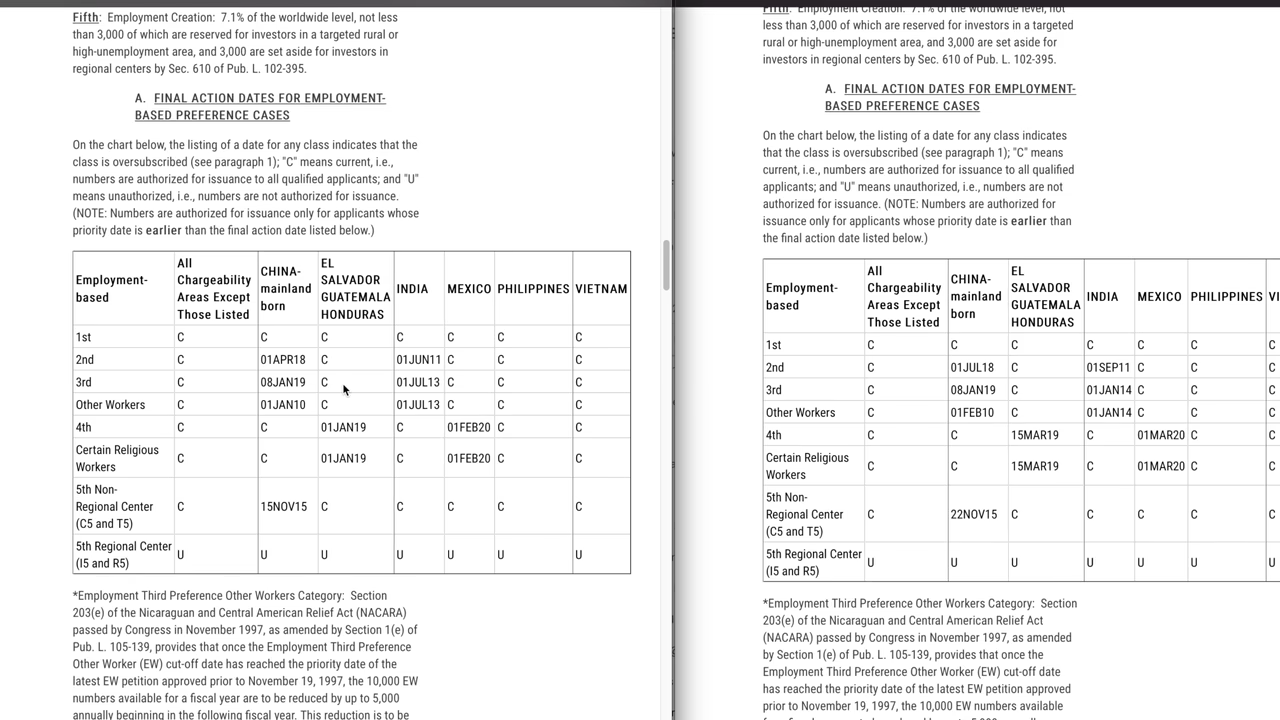 Fifth: Employment Creation: 7.1% of the worldwide level, not less
than 3,000 of which are reserved for investors in a targeted rural or
high-unemployment area, and 3,000 are set aside for investors in
regional centers by Sec. 610 of Pub. L. 102-395.
A. FINAL ACTION DATES FOR EMPLOYMENT-
BASED PREFERENCE CASES
On the chart below, the listing of a date for any class indicates that the
class is oversubscribed (see paragraph 1); "C" means current, i.e.,
numbers are authorized for issuance to all qualified applicants; and "U"
means unauthorized, i.e., numbers are not authorized for issuance.
(NOTE: Numbers are authorized for issuance only for applicants whose
priority date is earlier than the final action date listed below.)
Employment-
based
All
Chargeability
Areas Except
Those Listed
CHINA-
mainland
born
EL
SALVADOR
GUATEMALA
HONDURAS
INDIA
MEXICO
PHILIPPINES
VIETNAM
1st C C C C C C C
2nd C 01APR18 C 01JUN11 C C C
3rd C 08JAN19 C 01JUL13 C C C
Other Workers C 01JAN10 C 01JUL13 C C C
4th C C 01JAN19 C 01FEB20 C C
Certain Religious
Workers
C C 01JAN19 C 01FEB20 C C
5th Non-
Regional Center
(C5 and T5)
C 15NOV15 C C C C C
5th Regional Center
(I5 and R5)
U U U U U U U
*Employment Third Preference Other Workers Category: Section
203(e) of the Nicaraguan and Central American Relief Act (NACARA)
passed by Congress in November 1997, as amended by Section 1(e) of
Pub. L. 105-139, provides that once the Employment Third Preference
Other Worker (EW) cut-off date has reached the priority date of the
latest EW petition approved prior to November 19, 1997, the 10,000 EW
numbers available for a fiscal year are to be reduced by up to 5,000
annually beginning in the following fiscal year. This reduction is to be
Fifth: Employment Creation: 7.1% of the worldwide level, not
less than 3,000 of which are reserved for investors in a targeted
rural or high-unemployment area, and 3,000 are set aside for
investors in regional centers by Sec. 610 of Pub. L. 102-395.
A. FINAL ACTION DATES FOR EMPLOYMENT-
BASED PREFERENCE CASES
On the chart below, the listing of a date for any class indicates
that the class is oversubscribed (see paragraph 1); "C" means
current, i.e., numbers are authorized for issuance to all qualified
applicants; and "U" means unauthorized, i.e., numbers are not
authorized for issuance. (NOTE: Numbers are authorized for
issuance only for applicants whose priority date is earlier than
the final action date listed below.)
Employment-
based
All
Chargeability
Areas Except
Those Listed
CHINA-
mainland
born
EL
SALVADOR
GUATEMALA
HONDURAS
INDIA
MEXICO
PHILIPPINES
VI
1st C C C C C C C
2nd C 01JUL18 C 01SEP11 C C C
3rd C 08JAN19 C 01JAN14 C C C
Other Workers C 01FEB10 C 01JAN14 C C C
4th C C 15MAR19 C 01MAR20 C C
Certain Religious
Workers
C C 15MAR19 C 01MAR20 C C
5th Non-
Regional Center
(C5 and T5)
C 22NOV15 C C C C C
5th Regional Center
(I5 and R5)
U U U U U U U
*Employment Third Preference Other Workers Category: Section
203(e) of the Nicaraguan and Central American Relief Act
(NACARA) passed by Congress in November 1997, as amended
by Section 1(e) of Pub. L. 105-139, provides that once the
Employment Third Preference Other Worker (EW) cut-off date
has reached the priority date of the latest EW petition approved
prior to November 19, 1997, the 10,000 EW numbers available